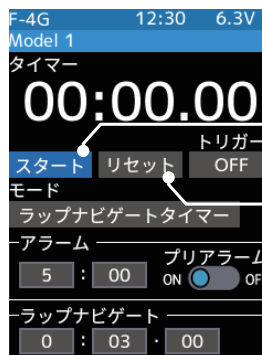 F-4G 12:30 6.3V
Model 1
タイマー
00:00.00
トリガー
スタート リセット OFF
モード
ラップナビゲートタイマー
アラーム
プリアラーム
5 : 00 ON OF
ラップナビゲート
0 : 03 . 00